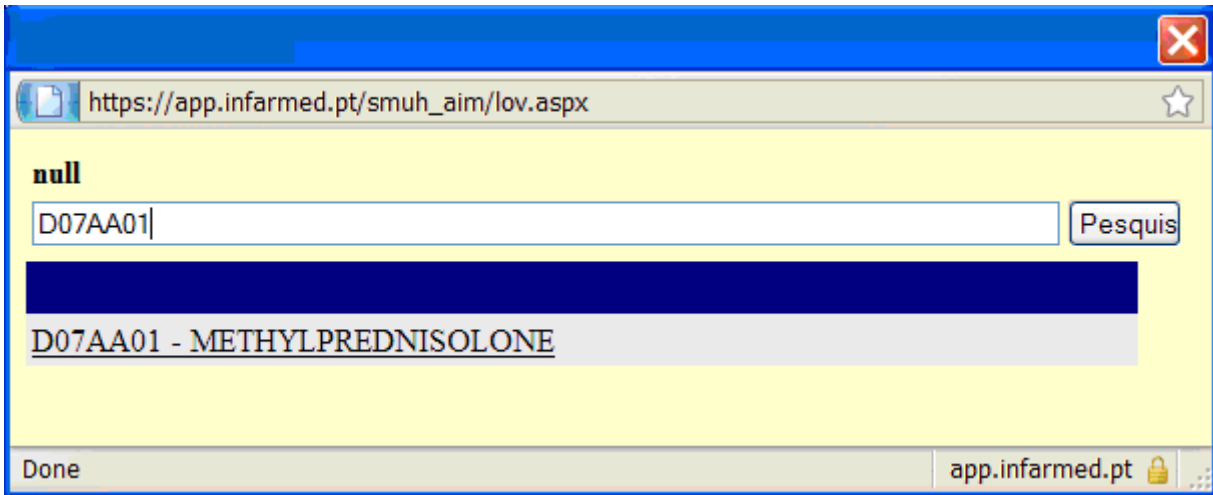 https://app.infarmed.pt/smuh_aim/lov.aspx
null
D07AA01 Pesquis
D07AA01 - METHYLPREDNISOLONE
Done app.infarmed.pt